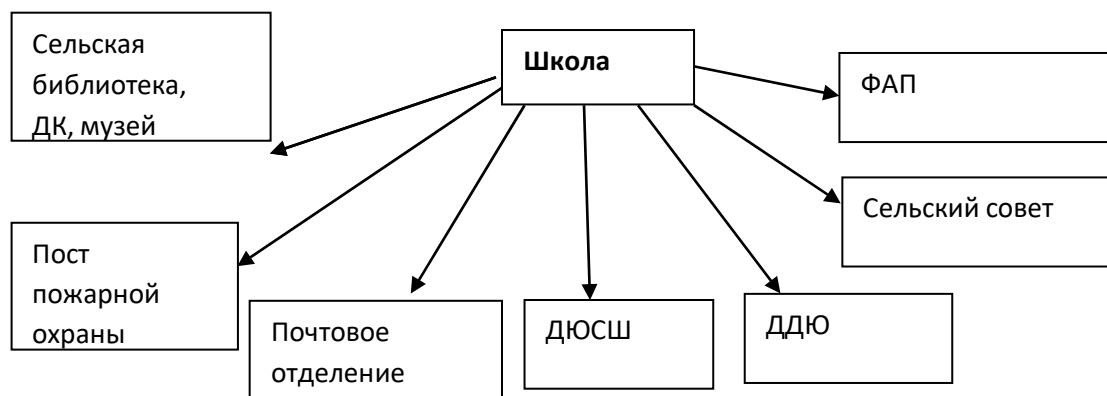 Сельская
библиотека,
ДК, музей
Школа
ФАП
Сельский совет
Пост
пожарной
охраны
Почтовое
отделение
ДЮСШ
ДДЮ